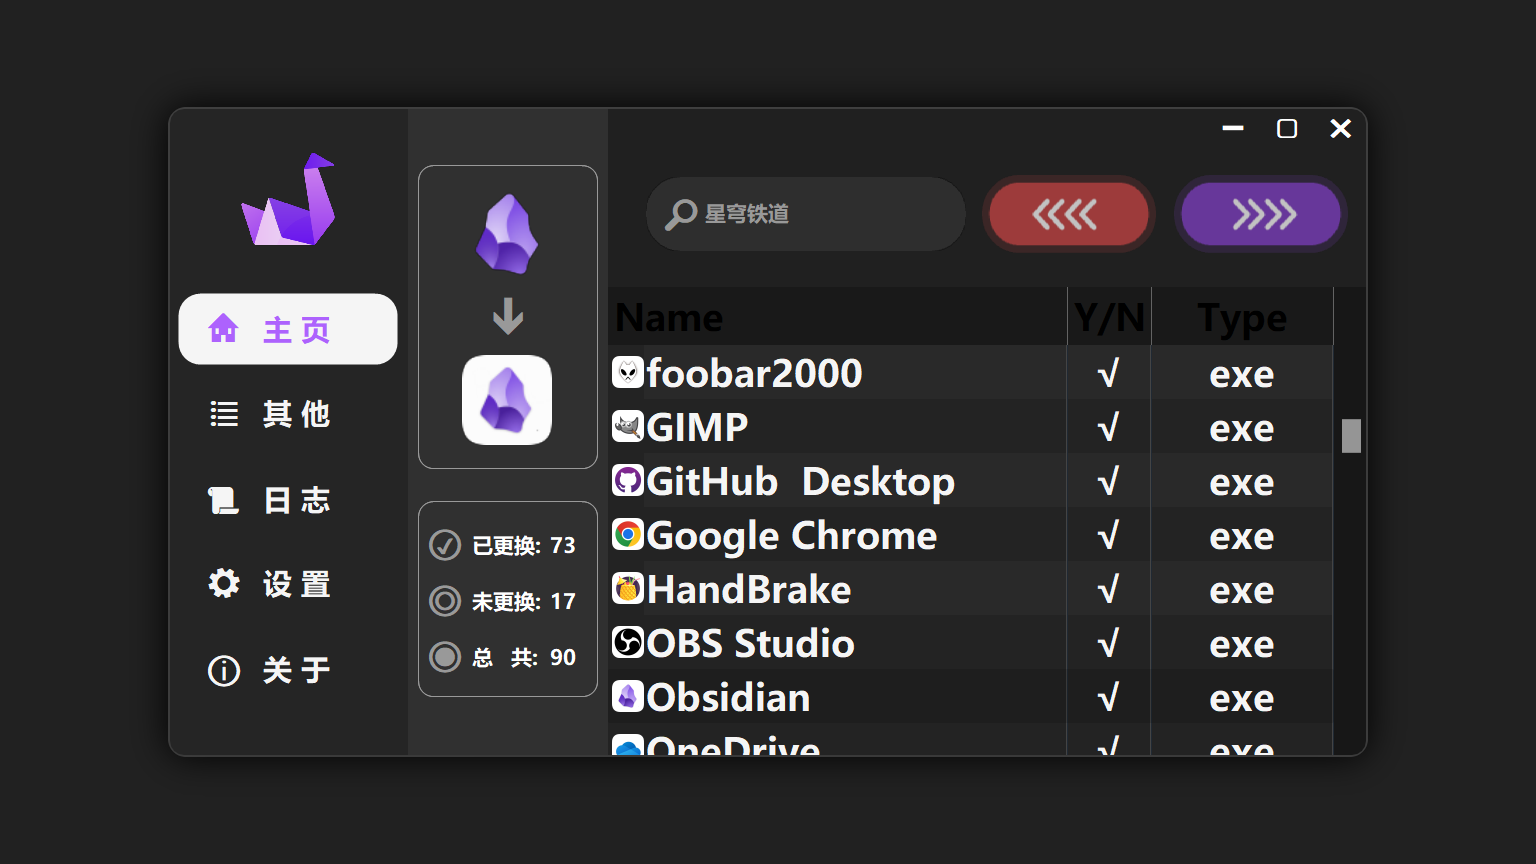 星穹铁道
主页
其他
日志
设置
关于
已更换: 73
未更换: 17
总 共: 90
Name Y/N Type
foobar2000 √ exe
GIMP √ exe
GitHub Desktop √ exe
Google Chrome √ exe
HandBrake √ exe
OBS Studio √ exe
Obsidian √ exe
OneDrive √ exe